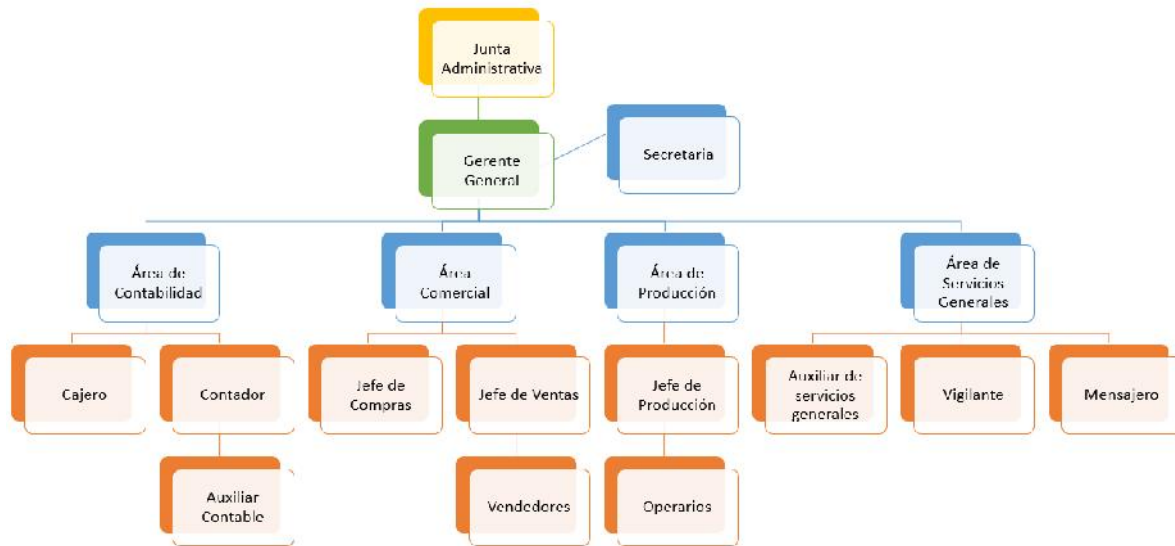 Junta
Administrativa
Gerente
General
Secretaria
Área de
Contabilidad
Área
Comercial
Área de
Producción
Área de
Servicios
Generales
Cajero
Contador
Jefe de
Compras
Jefe de Ventas
Jefe de
Producción
Auxiliar de
servicios
generales
Vigilante
Mensajero
Auxiliar
Contable
Vendedores
Operarios